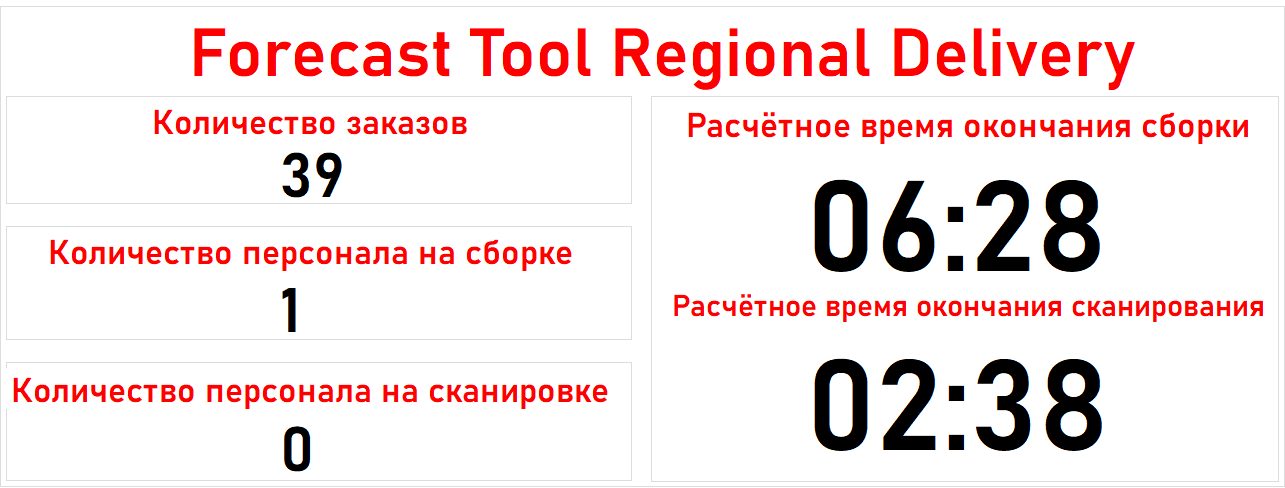 Forecast Tool Regional Delivery
Количество заказов
39
Количество персонала на сборке
1
Количество персонала на сканировке
0
Расчётное время окончания сборки
06:28
Расчётное время окончания сканирования
02:38